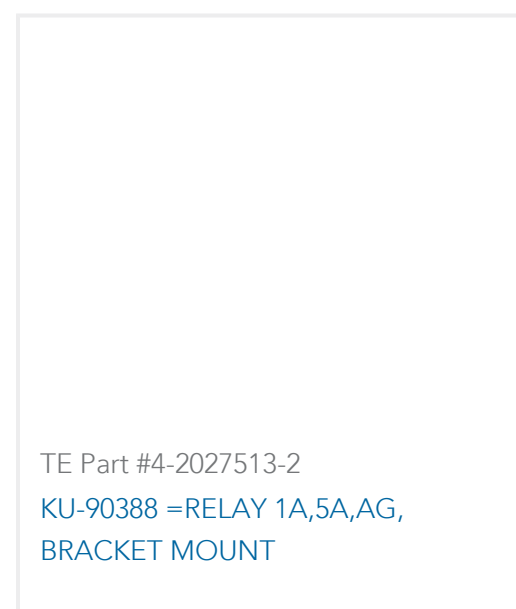 TE Part #4-2027513-2
KU-90388 =RELAY 1A,5A,AG,
BRACKET MOUNT